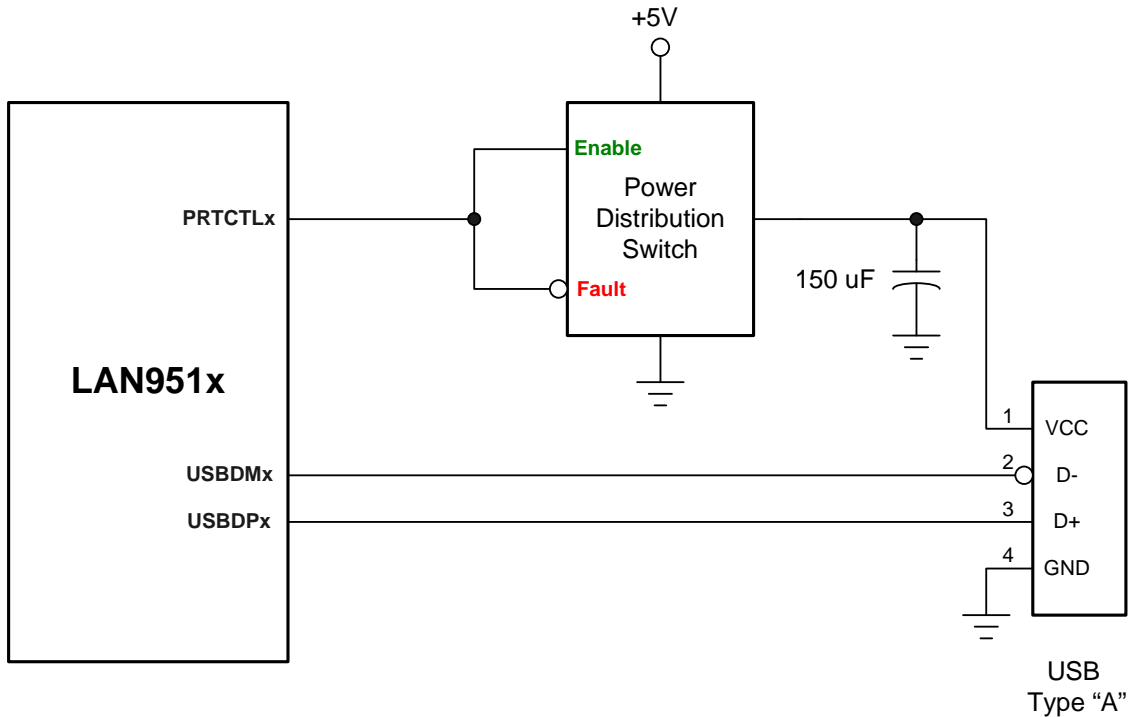 +5V
Enable
Power
Distribution
Switch
PRTCTLx
Fault
150 uF
LAN951x
1
VCC
USBDMx
2
D-
USBDPx
3
D+
4
GND
USB
Type “A”